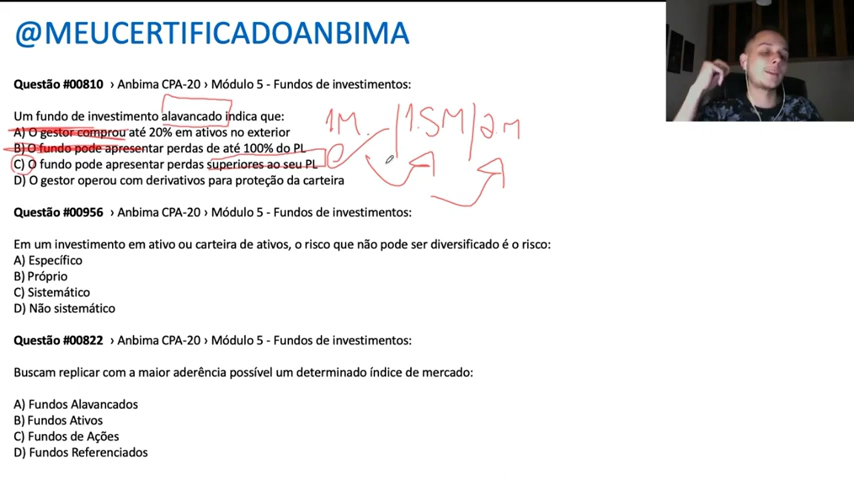 @MEUCERTIFICADOANBIMA
Questão #00810 › Anbima CPA-20 › Módulo 5 - Fundos de investimentos:
Um fundo de investimento alavancado indica que:
A) O gestor comprou até 20% em ativos no exterior
B) O fundo pode apresentar perdas de até 100% do PL
C) O fundo pode apresentar perdas superiores ao seu PL
D) O gestor operou com derivativos para proteção da carteira
1M. 1.5M 2M
0
Questão #00956 › Anbima CPA-20 › Módulo 5 - Fundos de investimentos:
Em um investimento em ativo ou carteira de ativos, o risco que não pode ser diversificado é o risco:
A) Específico
B) Próprio
C) Sistemático
D) Não sistemático
Questão #00822 › Anbima CPA-20 › Módulo 5 - Fundos de investimentos:
Buscam replicar com a maior aderência possível um determinado índice de mercado:
A) Fundos Alavancados
B) Fundos Ativos
C) Fundos de Ações
D) Fundos Referenciados